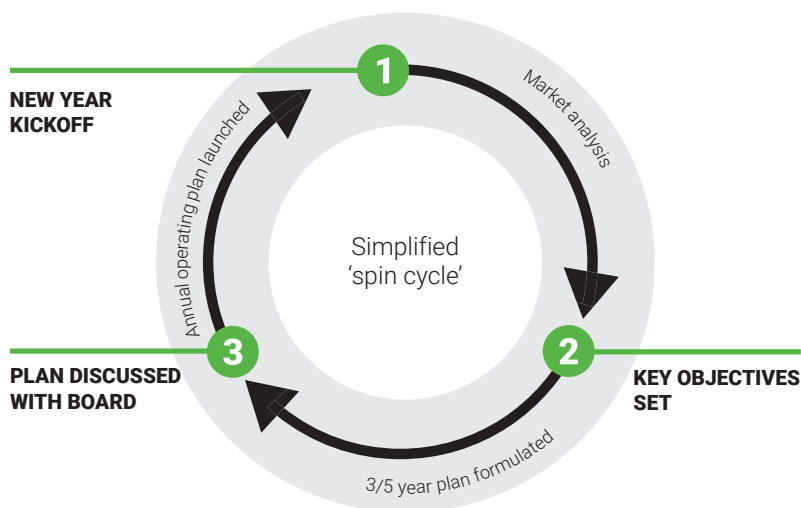 1
Market analysis
NEW YEAR
KICKOFF
Annual operating plan launched
Simplified
‘spin cycle’
3
2
PLAN DISCUSSED
WITH BOARD
KEY OBJECTIVES
SET
3/5 year plan formulated